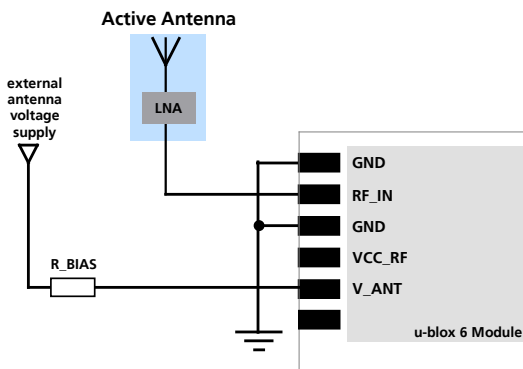 Active Antenna
external
antenna
voltage
supply
LNA
R_BIAS
GND
RF_IN
GND
VCC_RF
V_ANT
u-blox 6 Module